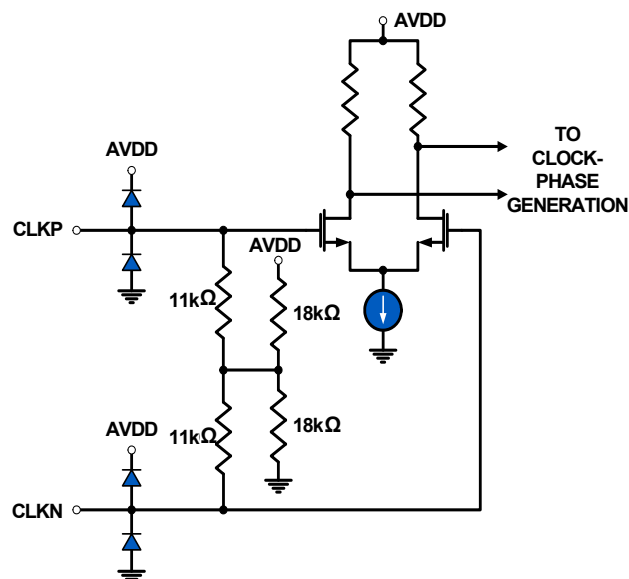 AVDD
TO
CLOCK-
PHASE
GENERATION
AVDD
CLKP
AVDD
11kΩ
18kΩ
11kΩ
18kΩ
AVDD
CLKN